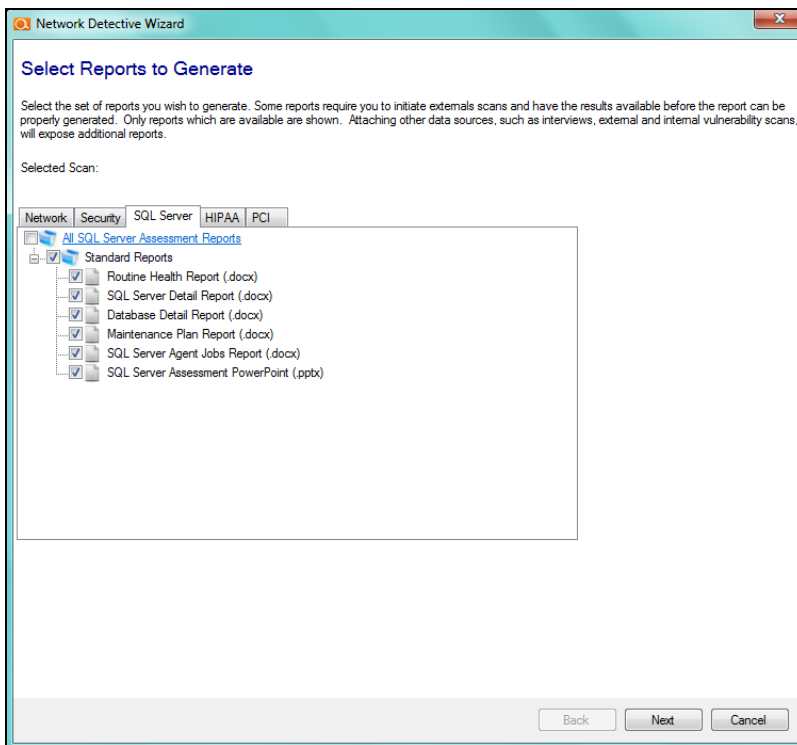 Network Detective Wizard
Select Reports to Generate
Select the set of reports you wish to generate. Some reports require you to initiate externals scans and have the results available before the report can be
properly generated. Only reports which are available are shown. Attaching other data sources, such as interviews, external and internal vulnerability scans,
will expose additional reports.
Selected Scan:
Network Security SQL Server HIPAA PCI
All SQL Server Assessment Reports
Standard Reports
Routine Health Report (.docx)
SQL Server Detail Report (.docx)
Database Detail Report (.docx)
Maintenance Plan Report (.docx)
SQL Server Agent Jobs Report (.docx)
SQL Server Assessment PowerPoint (.pptx)
Back Next Cancel